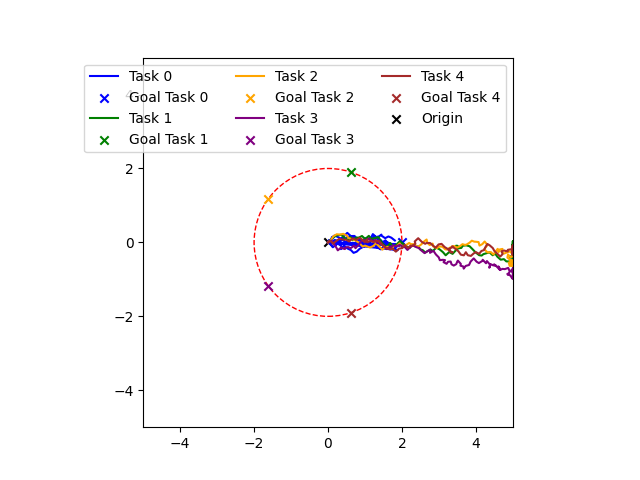 Task 0
Goal Task 0
Task 1
Goal Task 1
Task 2
Goal Task 2
Task 3
Goal Task 3
Task 4
Goal Task 4
Origin
4
2
0
−2
−4
−4 −2 0 2 4